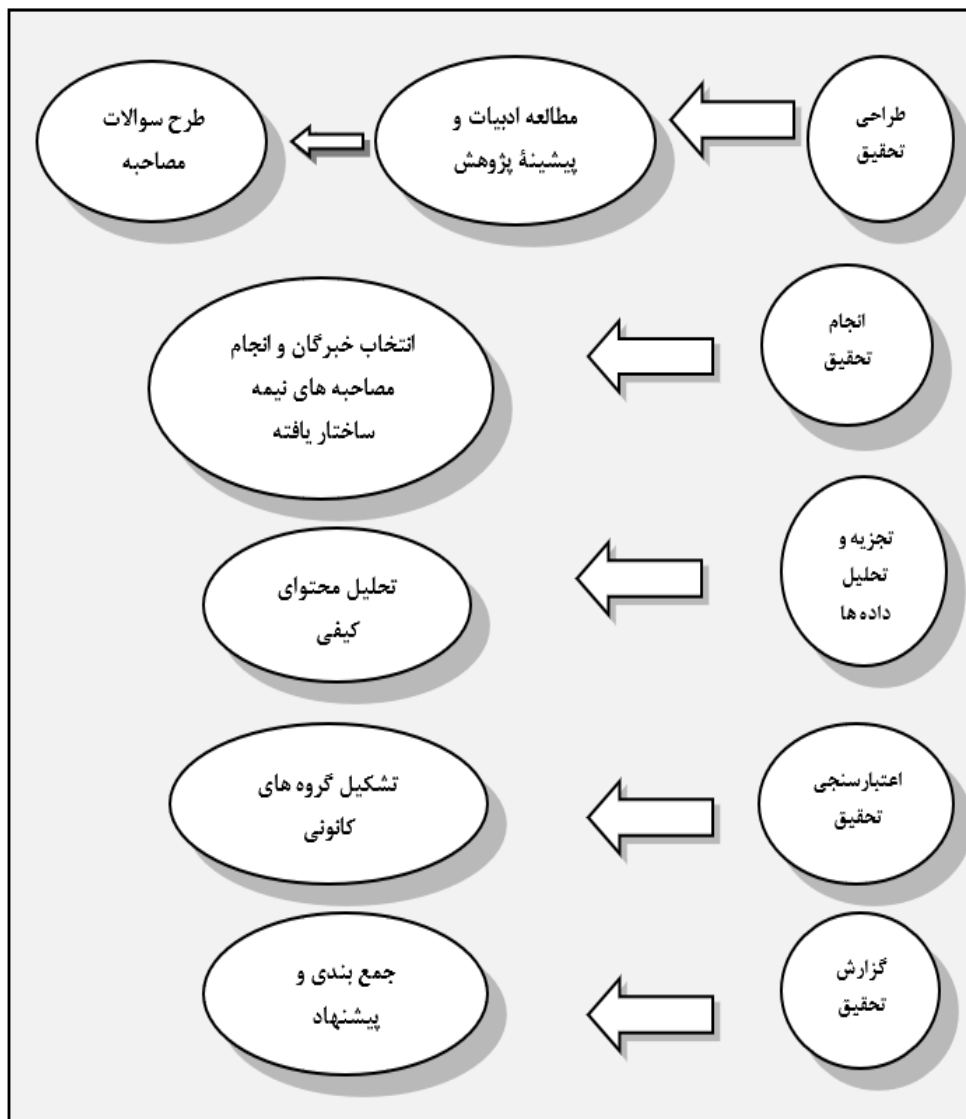 طراحی
تحقیق
مطالعه ادبیات و
پیشینۀ پژوهش
طرح سوالات
مصاحبه
انجام
تحقیق
انتخاب خبرگان و انجام
مصاحبه های نیمه
ساختار یافته
تجزیه و
تحلیل
داده ها
تحلیل محتوای
کیفی
اعتبارسنجی
تحقیق
تشکیل گروه های
کانونی
گزارش
تحقیق
جمع بندی و
پیشنهاد